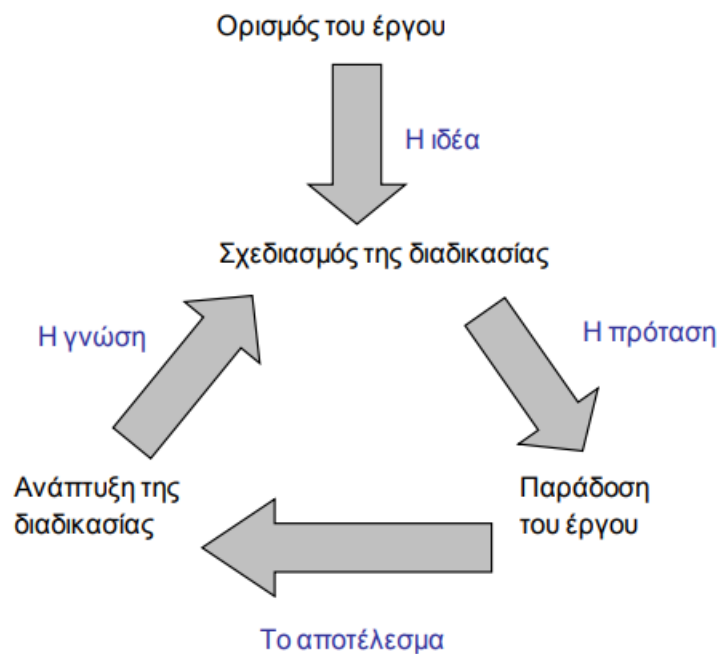 Ορισμός του έργου
Η ιδέα
Σχεδιασμός της διαδικασίας
Η γνώση
Η πρόταση
Ανάπτυξη της
διαδικασίας
Παράδοση
του έργου
Το αποτέλεσμα